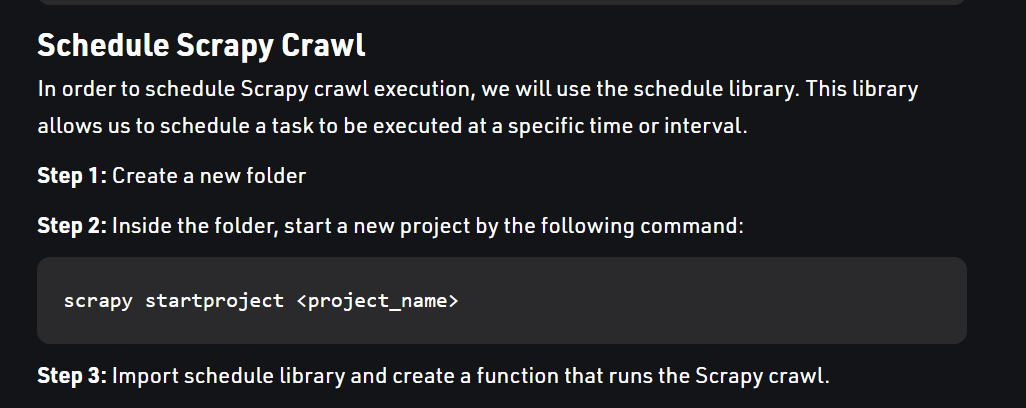 Schedule Scrapy Crawl
In order to schedule Scrapy crawl execution, we will use the schedule library. This library
allows us to schedule a task to be executed at a specific time or interval.
Step 1: Create a new folder
Step 2: Inside the folder, start a new project by the following command:
scrapy startproject <project_name>
Step 3: Import schedule library and create a function that runs the Scrapy crawl.